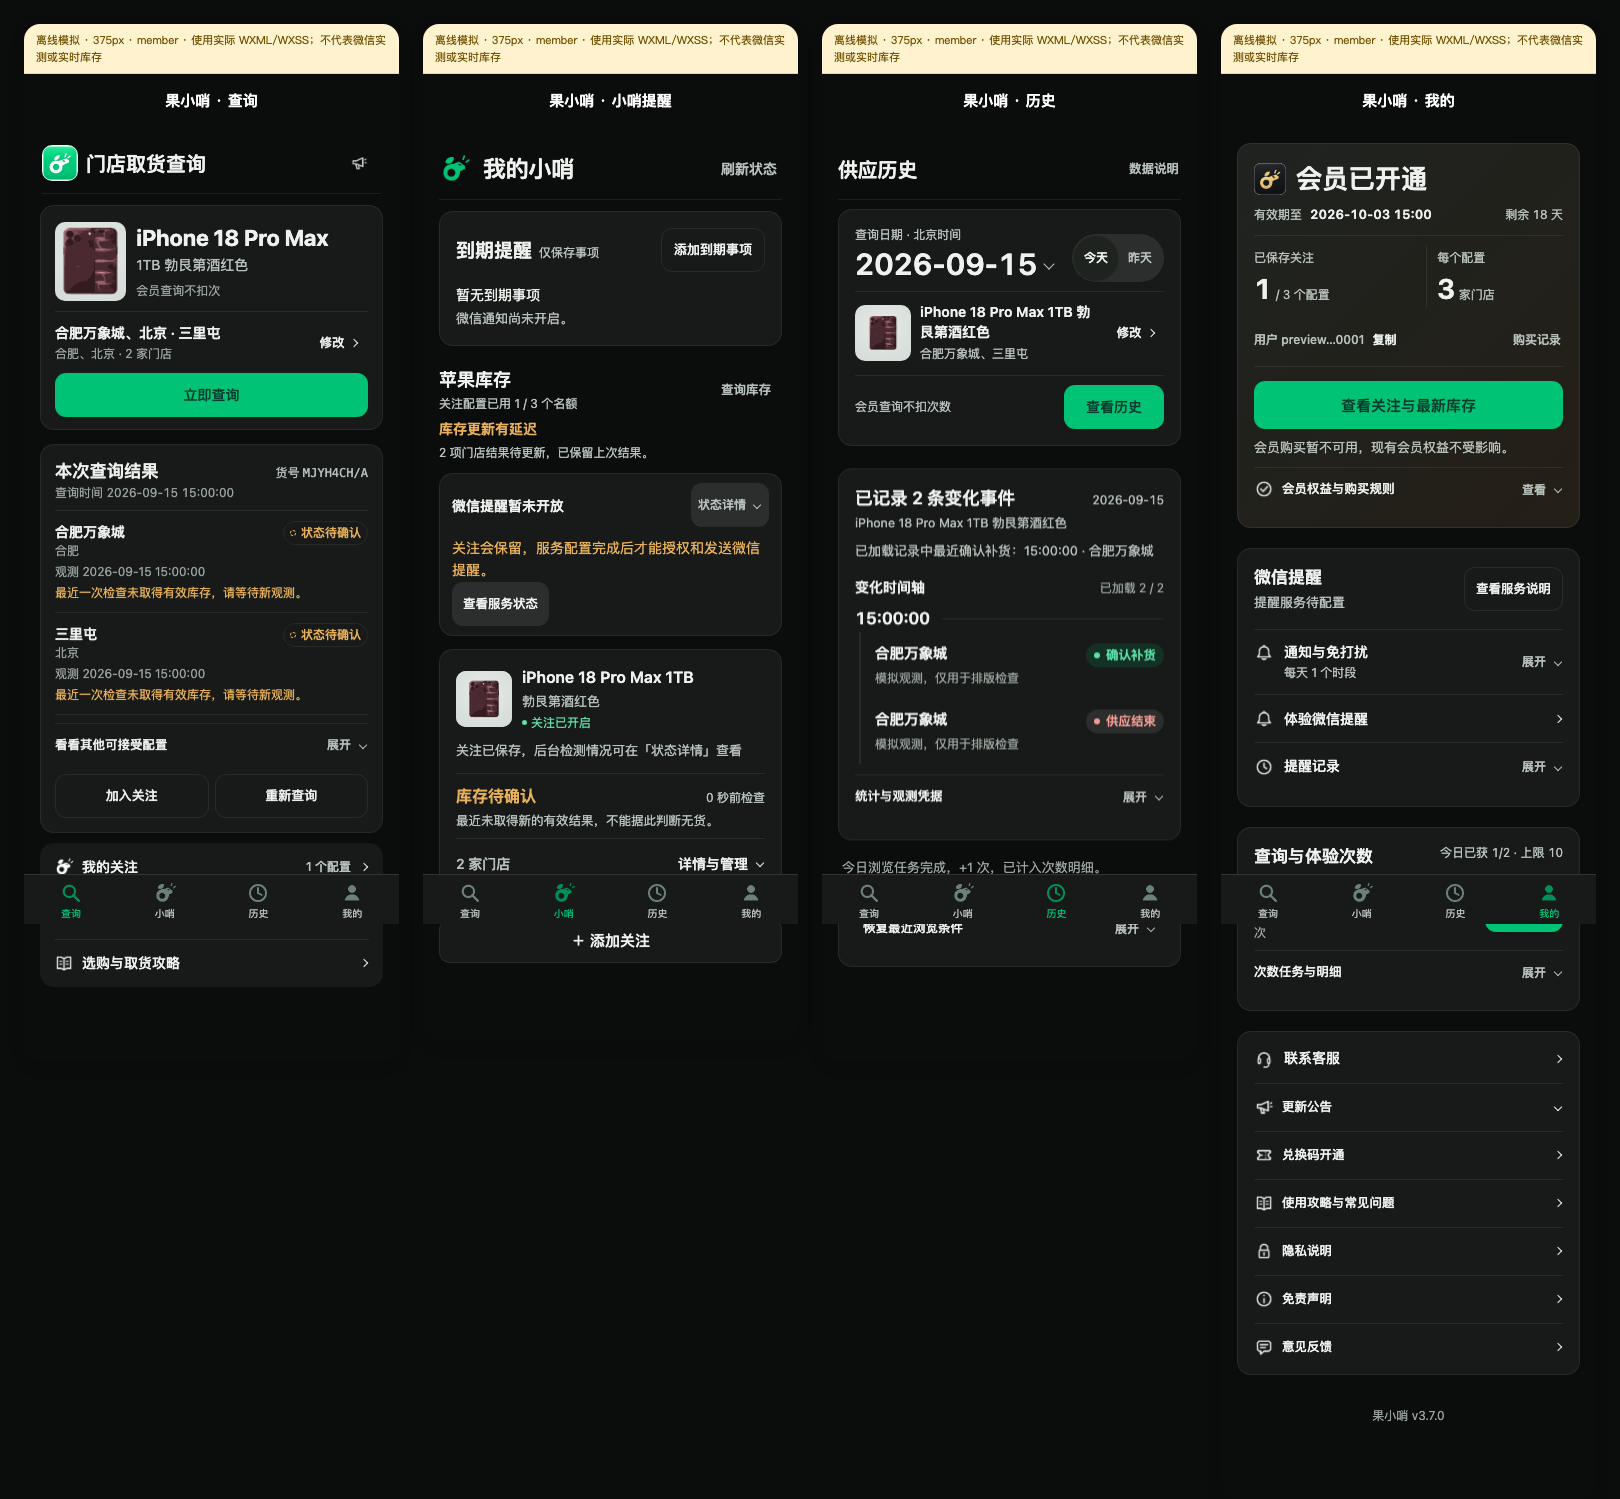 离线模拟 · 375px · member · 使用实际 WXML/WXSS；不代表微信实
测或实时库存
果小哨 · 查询
门店取货查询
iPhone 18 Pro Max
1TB 勃艮第酒红色
会员查询不扣次
合肥万象城、北京 · 三里屯
合肥、北京 · 2 家门店
修改
立即查询
本次查询结果
货号 MJYH4CH/A
查询时间 2026-09-15 15:00:00
合肥万象城
状态待确认
合肥
观测 2026-09-15 15:00:00
最近一次检查未取得有效库存，请等待新观测。
三里屯
状态待确认
北京
观测 2026-09-15 15:00:00
最近一次检查未取得有效库存，请等待新观测。
看看其他可接受配置
展开
加入关注
重新查询
我的关注
1 个配置
查询
小哨
历史
我的
选购与取货攻略
离线模拟 · 375px · member · 使用实际 WXML/WXSS；不代表微信实
测或实时库存
果小哨 · 小哨提醒
我的小哨
刷新状态
到期提醒 仅保存事项
添加到期事项
暂无到期事项
微信通知尚未开启。
苹果库存
关注配置已用 1 / 3 个名额
查询库存
库存更新有延迟
2 项门店结果待更新，已保留上次结果。
微信提醒暂未开放
状态详情
关注会保留，服务配置完成后才能授权和发送微信
提醒。
查看服务状态
iPhone 18 Pro Max 1TB
勃艮第酒红色
关注已开启
关注已保存，后台检测情况可在「状态详情」查看
库存待确认
0 秒前检查
最近未取得新的有效结果，不能据此判断无货。
2 家门店
详情与管理
查询
小哨
历史
我的
+ 添加关注
离线模拟 · 375px · member · 使用实际 WXML/WXSS；不代表微信实
测或实时库存
果小哨 · 历史
供应历史
数据说明
查询日期 · 北京时间
2026-09-15
今天
昨天
iPhone 18 Pro Max 1TB 勃
艮第酒红色
合肥万象城、三里屯
修改
会员查询不扣次数
查看历史
已记录 2 条变化事件
2026-09-15
iPhone 18 Pro Max 1TB 勃艮第酒红色
已加载记录中最近确认补货：15:00:00 · 合肥万象城
变化时间轴
已加载 2 / 2
15:00:00
合肥万象城
确认补货
模拟观测，仅用于排版检查
合肥万象城
供应结束
模拟观测，仅用于排版检查
统计与观测凭据
展开
今日浏览任务完成，+1 次，已计入次数明细。
查询
小哨
历史
我的
恢复最近浏览条件
展开
离线模拟 · 375px · member · 使用实际 WXML/WXSS；不代表微信实
测或实时库存
果小哨 · 我的
会员已开通
有效期至 2026-10-03 15:00
剩余 18 天
已保存关注
1 / 3 个配置
每个配置
3 家门店
用户 preview...0001 复制
购买记录
查看关注与最新库存
会员购买暂不可用，现有会员权益不受影响。
会员权益与购买规则
查看
微信提醒
提醒服务待配置
查看服务说明
通知与免打扰
每天 1 个时段
展开
体验微信提醒
提醒记录
展开
查询与体验次数
今日已获 1/2 · 上限 10
查询
小哨
历史
我的
次
次数任务与明细
展开
联系客服
更新公告
兑换码开通
使用攻略与常见问题
隐私说明
免责声明
意见反馈
果小哨 v3.7.0